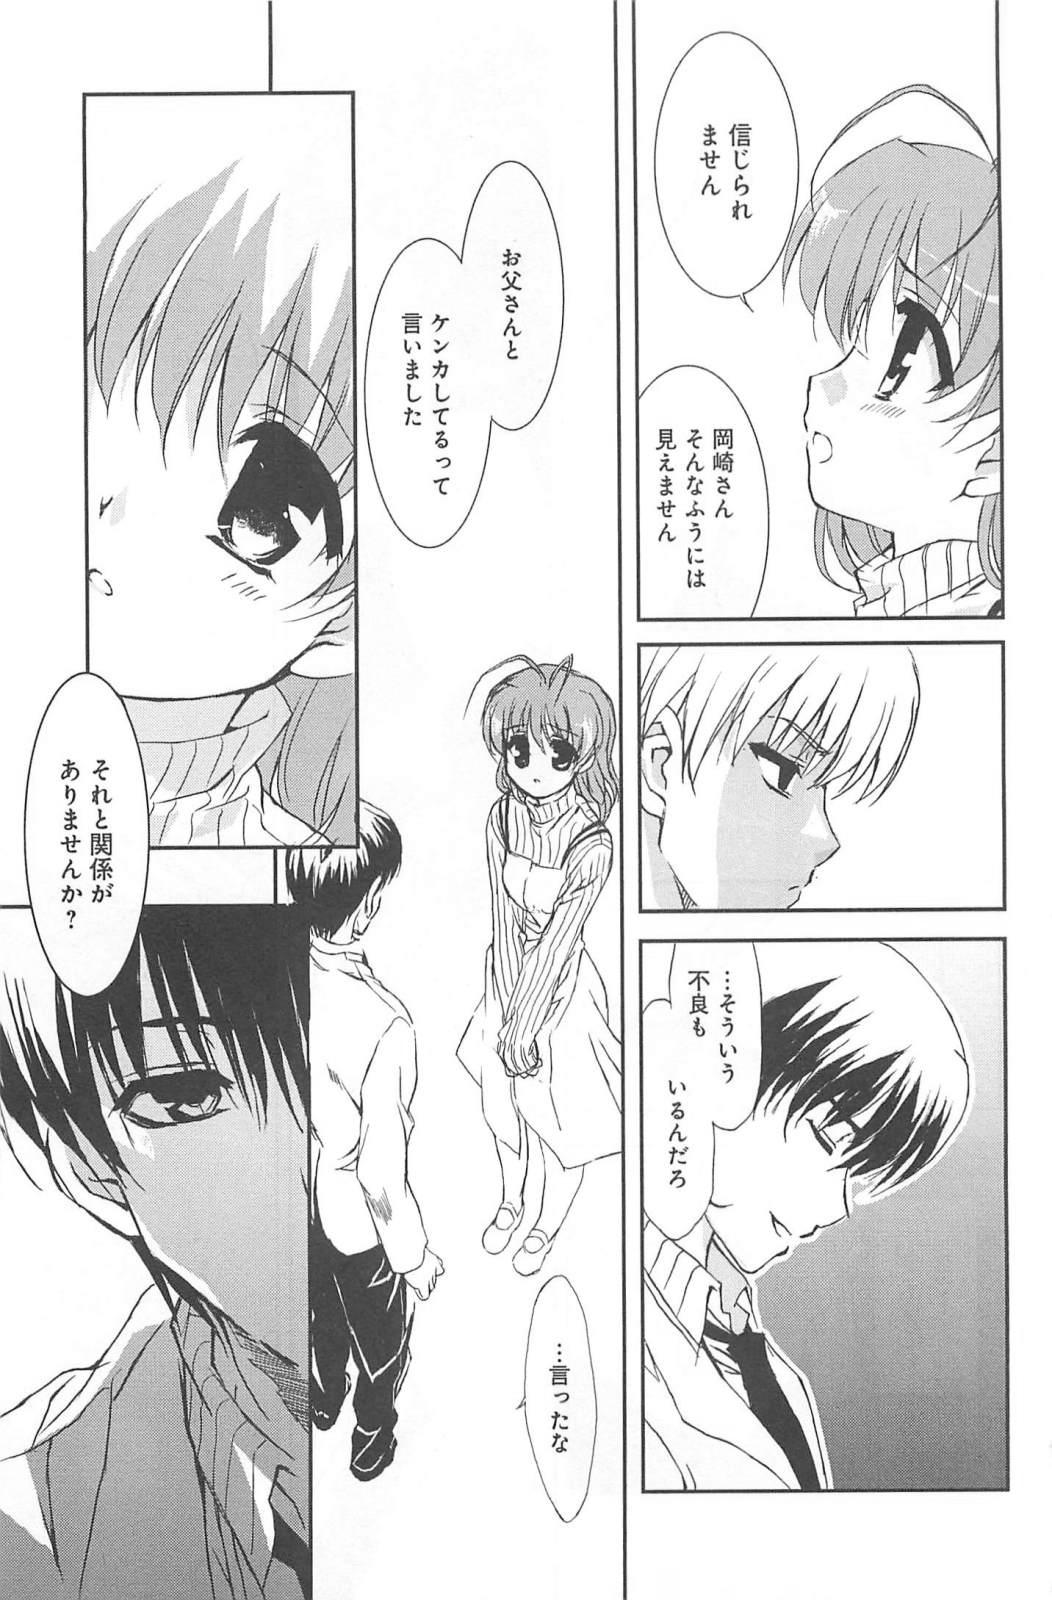 信じられ
ません
岡崎さん
そんなふうには
見えません
…そういう
不良も
いるんだろ
お父さんと
ケンカしてるって
言いました
…言ったな
それと関係が
ありませんか？